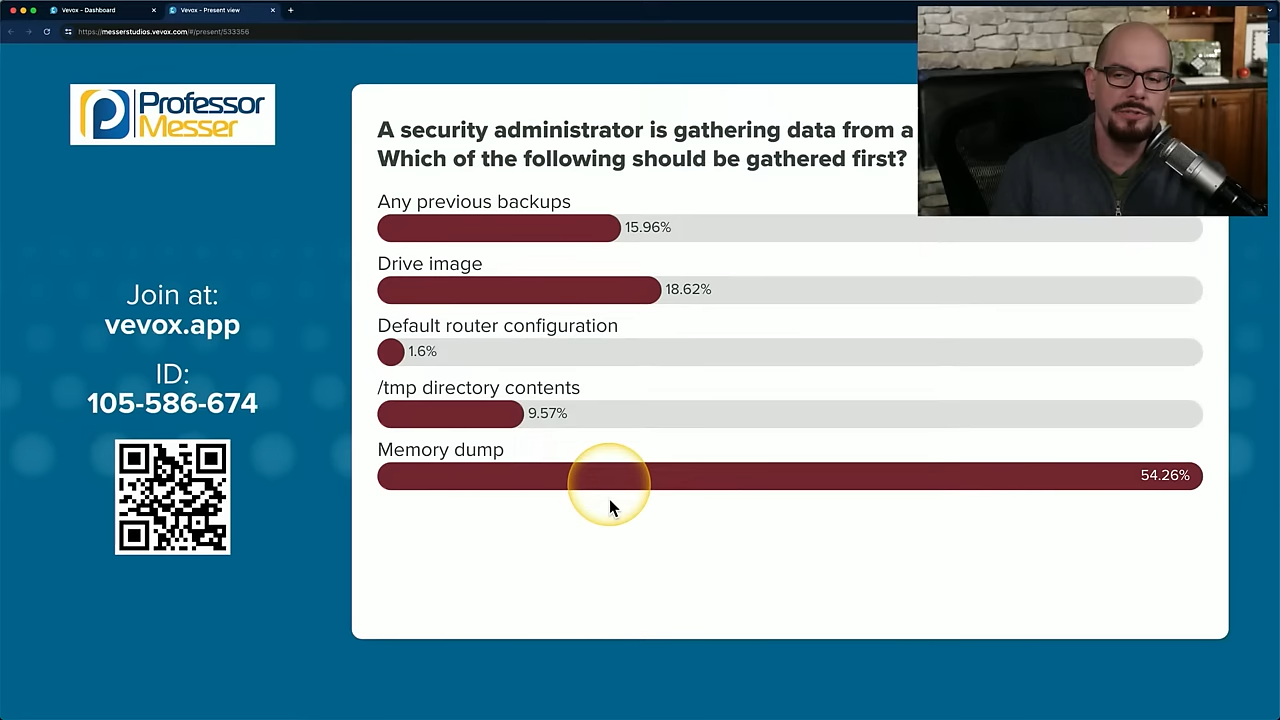 Vevox - Dashboard
Vevox - Present view
https://messerstudios.vevox.com/#/present/533356
Professor
Messer
Join at:
vevox.app
ID:
105-586-674
A security administrator is gathering data from a
Which of the following should be gathered first?
Any previous backups
15.96%
Drive image
18.62%
Default router configuration
1.6%
/tmp directory contents
9.57%
Memory dump
54.26%